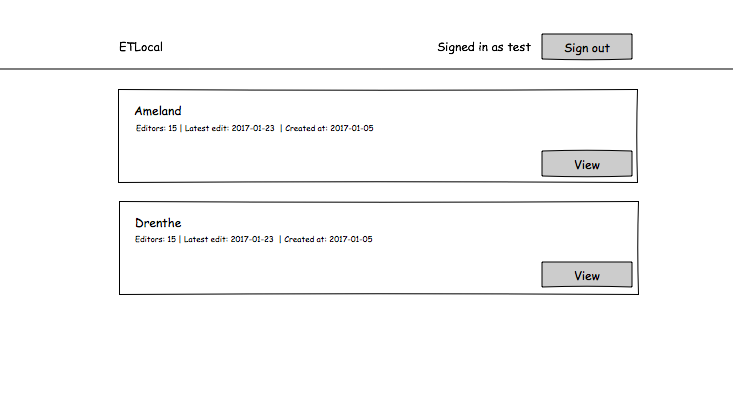 ETLocal
Signed in as test
Sign out
Ameland
Editors: 15 | Latest edit: 2017-01-23 | Created at: 2017-01-05
View
Drenthe
Editors: 15 | Latest edit: 2017-01-23 | Created at: 2017-01-05
View